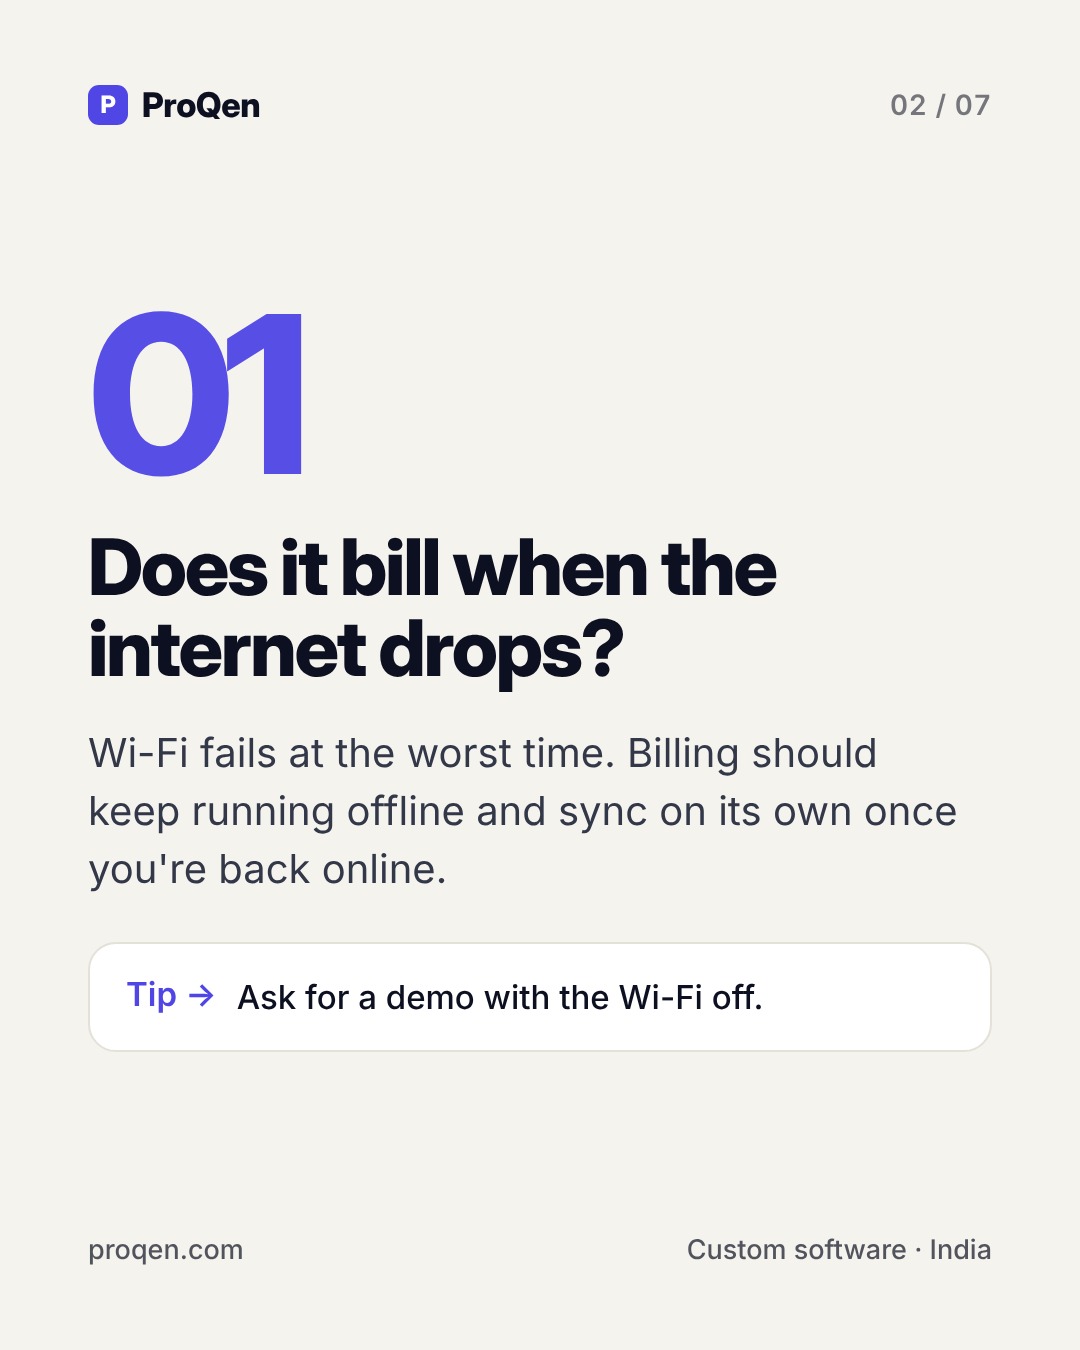 P ProQen
02 / 07
01
Does it bill when the
internet drops?
Wi-Fi fails at the worst time. Billing should
keep running offline and sync on its own once
you're back online.
Tip → Ask for a demo with the Wi-Fi off.
proqen.com
Custom software · India